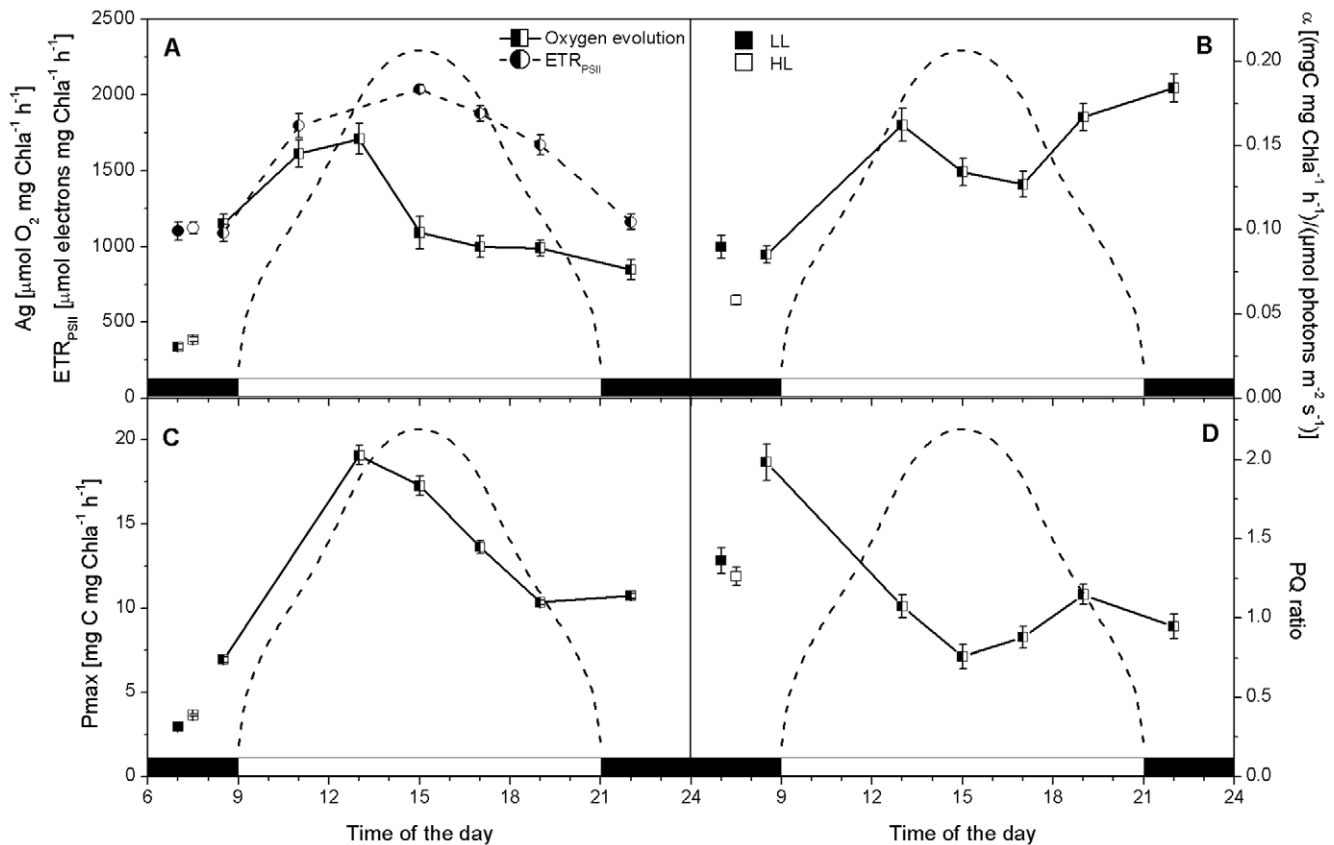 A
Oxygen evolution
ETR_PSII
Ag [µmol O₂ mg Chla⁻¹ h⁻¹]
ETR_PSII [µmol electrons mg Chla⁻¹ h⁻¹]
2500
2000
1500
1000
500
0
LL
HL
B
α [(mgC mg Chla⁻¹ h⁻¹)/(µmol photons m⁻² s⁻¹)]
0.20
0.15
0.10
0.05
0.00
C
Pmax [mg C mg Chla⁻¹ h⁻¹]
20
15
10
5
0
6 9 12 15 18 21 24
Time of the day
D
PQ ratio
2.0
1.5
1.0
0.5
0.0
9 12 15 18 21 24
Time of the day